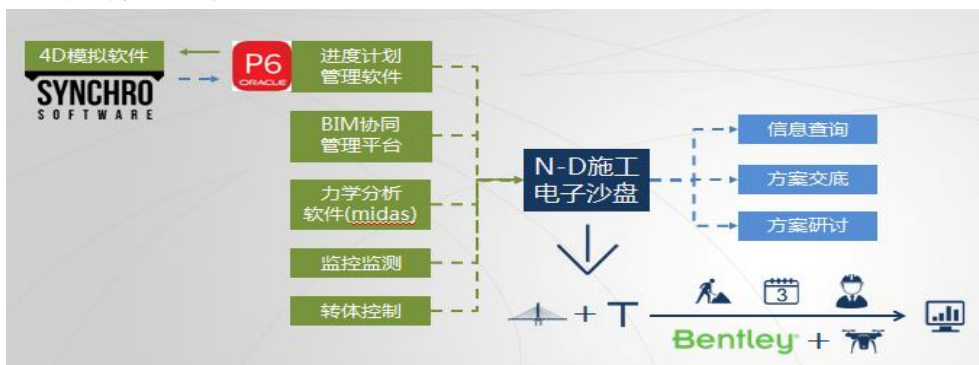 4D模拟软件
SYNCHRO
SOFTWARE
P6
ORACLE
进度计划
管理软件
BIM协同
管理平台
力学分析
软件(midas)
监控监测
转体控制
N-D施工
电子沙盘
信息查询
方案交底
方案研讨
+ T
3
Bentley +